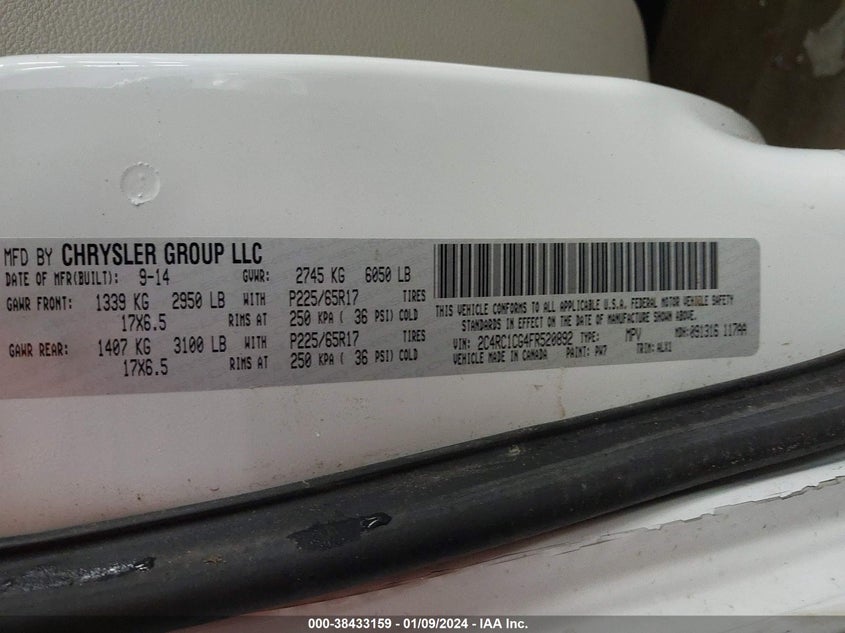 MFD BY CHRYSLER GROUP LLC
DATE OF MFR(BUILT): 9-14 GVWR: 2745 KG 6050 LB
GAWR FRONT: 1339 KG 2950 LB WITH P225/65R17 TIRES
17X6.5 RIMS AT 250 KPA ( 36 PSI) COLD
GAWR REAR: 1407 KG 3100 LB WITH P225/65R17 TIRES
17X6.5 RIMS AT 250 KPA ( 36 PSI) COLD
THIS VEHICLE CONFORMS TO ALL APPLICABLE U.S.A. FEDERAL MOTOR VEHICLE SAFETY
STANDARDS IN EFFECT ON THE DATE OF MANUFACTURE SHOWN ABOVE.
VIN: 2C4RC1CG4FR520892 TYPE: MPV MDH:091316 117AA
VEHICLE MADE IN CANADA PAINT: PW7 TRIM: ALX1
000-38433159 - 01/09/2024 - IAA Inc.